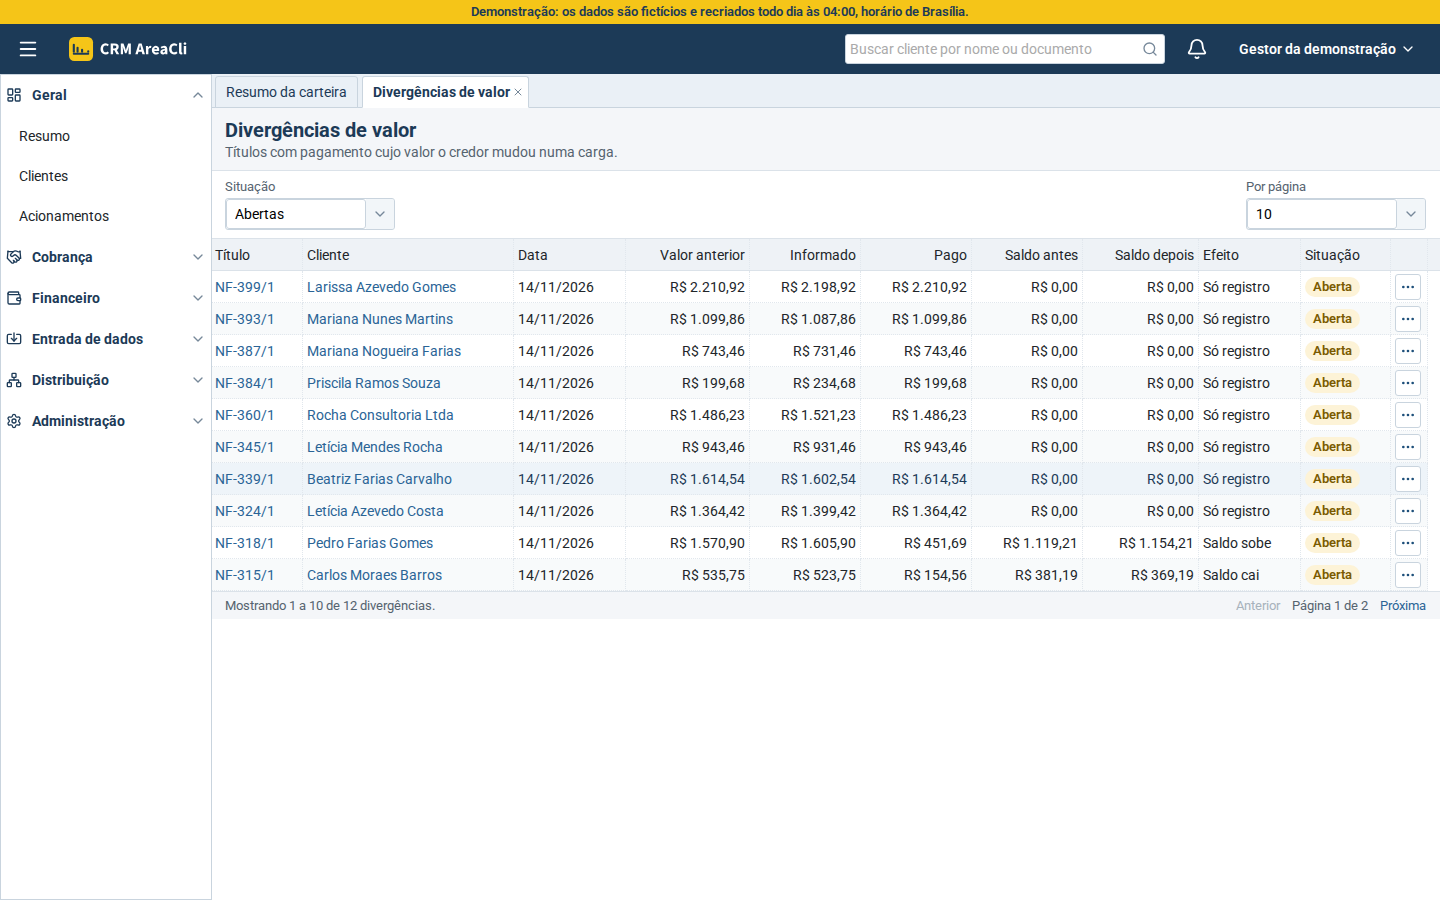 Demonstração: os dados são fictícios e recriados todo dia às 04:00, horário de Brasília.
CRM AreaCli
Buscar cliente por nome ou documento
Gestor da demonstração
Geral
Resumo
Clientes
Acionamentos
Cobrança
Financeiro
Entrada de dados
Distribuição
Administração
Resumo da carteira
Divergências de valor
Divergências de valor
Títulos com pagamento cujo valor o credor mudou numa carga.
Situação
Abertas
Por página
10
Título Cliente Data Valor anterior Informado Pago Saldo antes Saldo depois Efeito Situação
NF-399/1 Larissa Azevedo Gomes 14/11/2026 R$ 2.210,92 R$ 2.198,92 R$ 2.210,92 R$ 0,00 R$ 0,00 Só registro Aberta
NF-393/1 Mariana Nunes Martins 14/11/2026 R$ 1.099,86 R$ 1.087,86 R$ 1.099,86 R$ 0,00 R$ 0,00 Só registro Aberta
NF-387/1 Mariana Nogueira Farias 14/11/2026 R$ 743,46 R$ 731,46 R$ 743,46 R$ 0,00 R$ 0,00 Só registro Aberta
NF-384/1 Priscila Ramos Souza 14/11/2026 R$ 199,68 R$ 234,68 R$ 199,68 R$ 0,00 R$ 0,00 Só registro Aberta
NF-360/1 Rocha Consultoria Ltda 14/11/2026 R$ 1.486,23 R$ 1.521,23 R$ 1.486,23 R$ 0,00 R$ 0,00 Só registro Aberta
NF-345/1 Letícia Mendes Rocha 14/11/2026 R$ 943,46 R$ 931,46 R$ 943,46 R$ 0,00 R$ 0,00 Só registro Aberta
NF-339/1 Beatriz Farias Carvalho 14/11/2026 R$ 1.614,54 R$ 1.602,54 R$ 1.614,54 R$ 0,00 R$ 0,00 Só registro Aberta
NF-324/1 Letícia Azevedo Costa 14/11/2026 R$ 1.364,42 R$ 1.399,42 R$ 1.364,42 R$ 0,00 R$ 0,00 Só registro Aberta
NF-318/1 Pedro Farias Gomes 14/11/2026 R$ 1.570,90 R$ 1.605,90 R$ 451,69 R$ 1.119,21 R$ 1.154,21 Saldo sobe Aberta
NF-315/1 Carlos Moraes Barros 14/11/2026 R$ 535,75 R$ 523,75 R$ 154,56 R$ 381,19 R$ 369,19 Saldo cai Aberta
Mostrando 1 a 10 de 12 divergências.
Anterior Página 1 de 2 Próxima